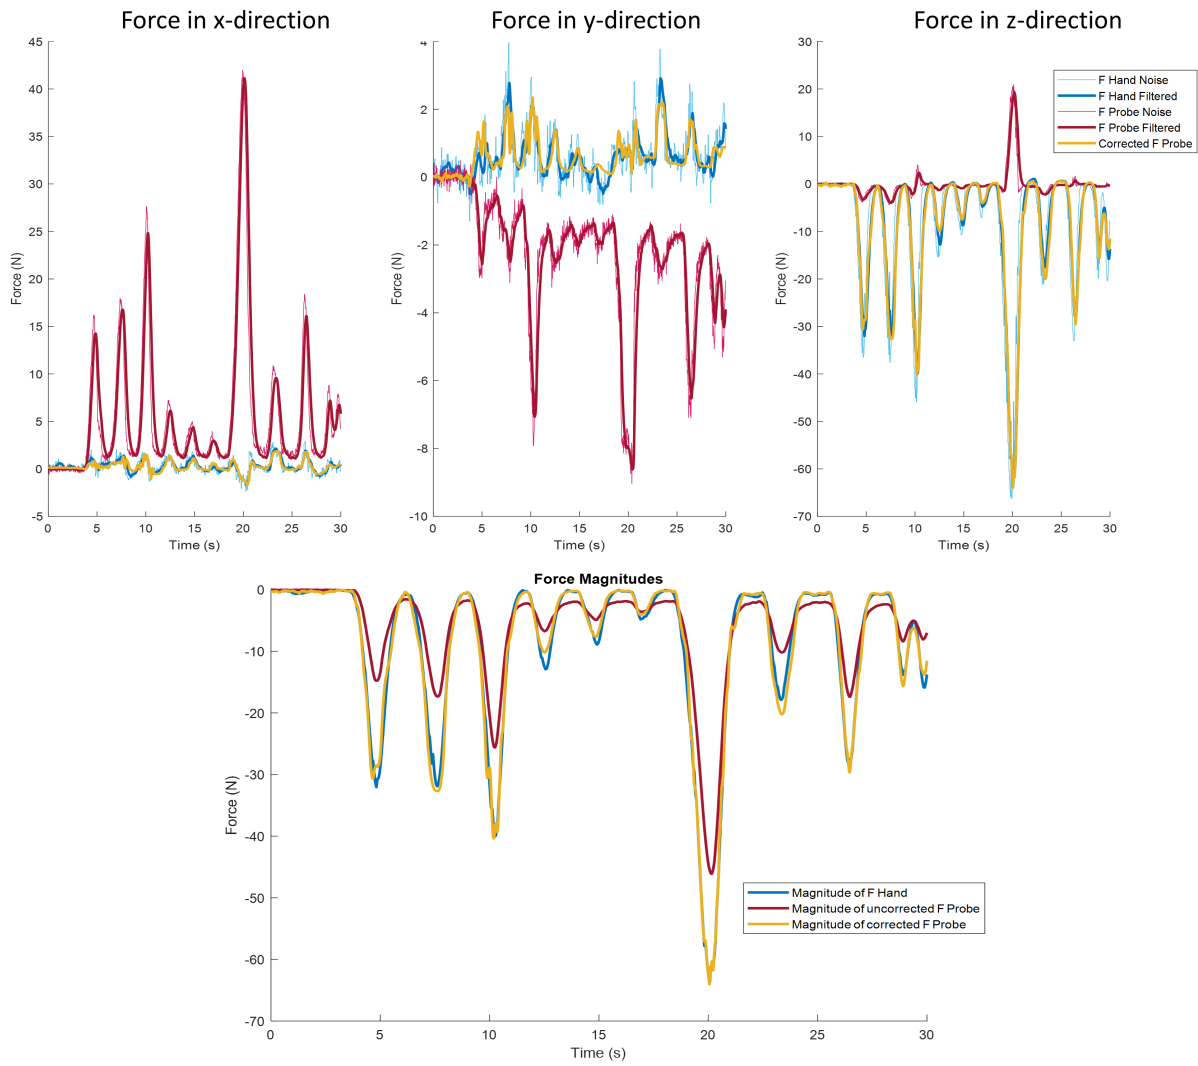 Force in x-direction
Force in y-direction
Force in z-direction
45
40
35
30
25
20
15
10
5
0
-5
Force (N)
0 5 10 15 20 25 30
Time (s)
4
2
0
-2
-4
-6
-8
-10
Force (N)
0 5 10 15 20 25 30
Time (s)
30
20
10
0
-10
-20
-30
-40
-50
-60
-70
Force (N)
0 5 10 15 20 25 30
Time (s)
F Hand Noise
F Hand Filtered
F Probe Noise
F Probe Filtered
Corrected F Probe
Force Magnitudes
0
-10
-20
-30
-40
-50
-60
-70
Force (N)
0 5 10 15 20 25 30
Time (s)
Magnitude of F Hand
Magnitude of uncorrected F Probe
Magnitude of corrected F Probe